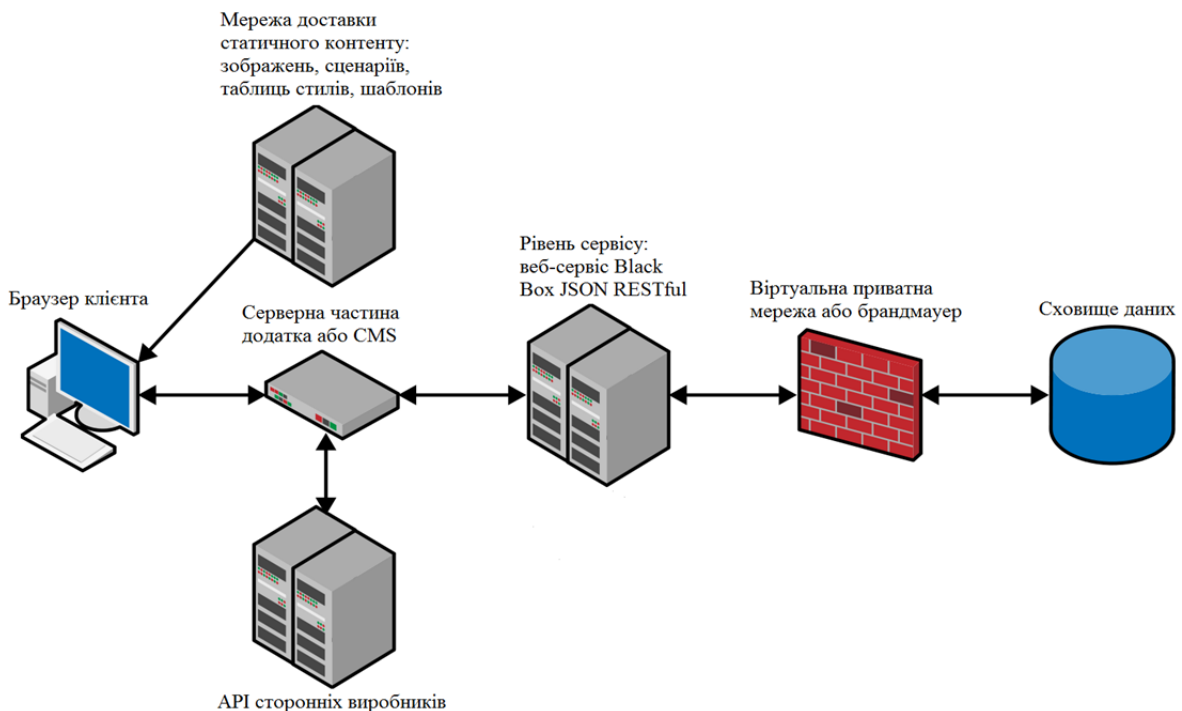 Мережа доставки
статичного контенту:
зображень, сценаріїв,
таблиць стилів, шаблонів
Браузер клієнта
Серверна частина
додатка або CMS
Рівень сервісу:
веб-сервіс Black
Box JSON RESTful
Віртуальна приватна
мережа або брандмауер
Сховище даних
API сторонніх виробників